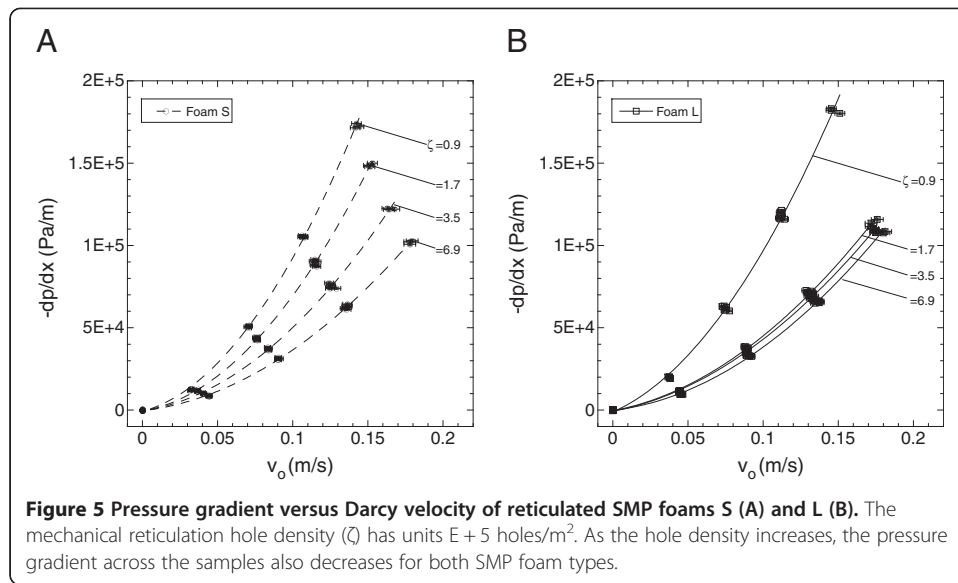 A
2E+5
1.5E+5
1E+5
5E+4
0
-dp/dx (Pa/m)
Foam S
ζ=0.9
=1.7
=3.5
=6.9
0
0.05
0.1
0.15
0.2
vo (m/s)
B
2E+5
1.5E+5
1E+5
5E+4
0
-dp/dx (Pa/m)
Foam L
ζ=0.9
=1.7
=3.5
=6.9
0
0.05
0.1
0.15
0.2
vo (m/s)
Figure 5 Pressure gradient versus Darcy velocity of reticulated SMP foams S (A) and L (B). The
mechanical reticulation hole density (ζ) has units E + 5 holes/m². As the hole density increases, the pressure
gradient across the samples also decreases for both SMP foam types.